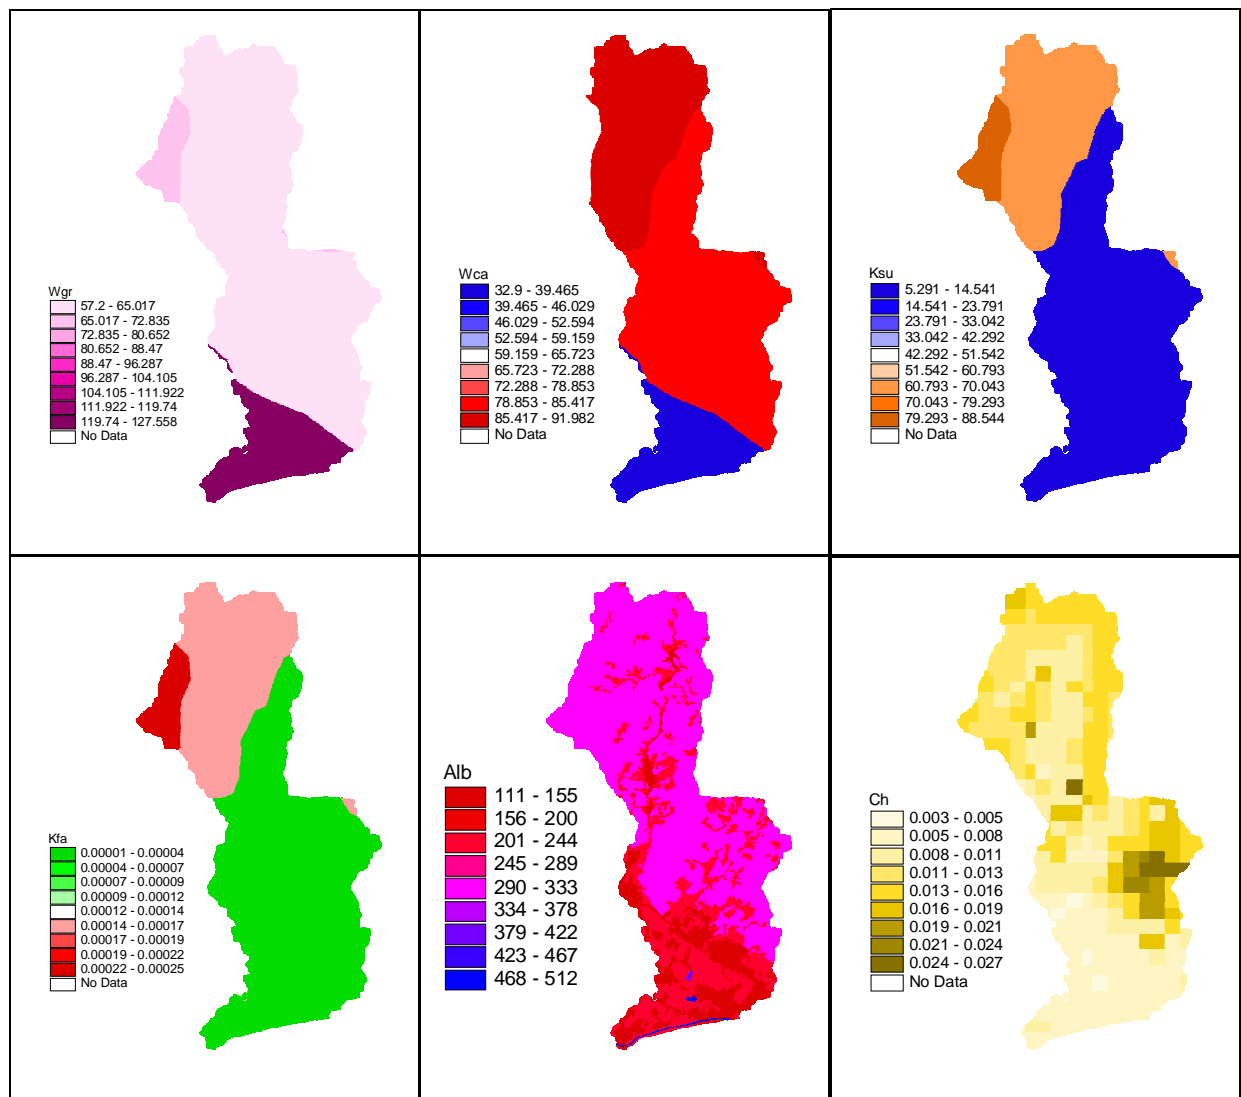 Wgr
57.2 - 65.017
65.017 - 72.835
72.835 - 80.652
80.652 - 88.47
88.47 - 96.287
96.287 - 104.105
104.105 - 111.922
111.922 - 119.74
119.74 - 127.558
No Data
Wca
32.9 - 39.465
39.465 - 46.029
46.029 - 52.594
52.594 - 59.159
59.159 - 65.723
65.723 - 72.288
72.288 - 78.853
78.853 - 85.417
85.417 - 91.982
No Data
Ksu
5.291 - 14.541
14.541 - 23.791
23.791 - 33.042
33.042 - 42.292
42.292 - 51.542
51.542 - 60.793
60.793 - 70.043
70.043 - 79.293
79.293 - 88.544
No Data
Kfa
0.00001 - 0.00004
0.00004 - 0.00007
0.00007 - 0.00009
0.00009 - 0.00012
0.00012 - 0.00014
0.00014 - 0.00017
0.00017 - 0.00019
0.00019 - 0.00022
0.00022 - 0.00025
No Data
Alb
111 - 155
156 - 200
201 - 244
245 - 289
290 - 333
334 - 378
379 - 422
423 - 467
468 - 512
Ch
0.003 - 0.005
0.005 - 0.008
0.008 - 0.011
0.011 - 0.013
0.013 - 0.016
0.016 - 0.019
0.019 - 0.021
0.021 - 0.024
0.024 - 0.027
No Data